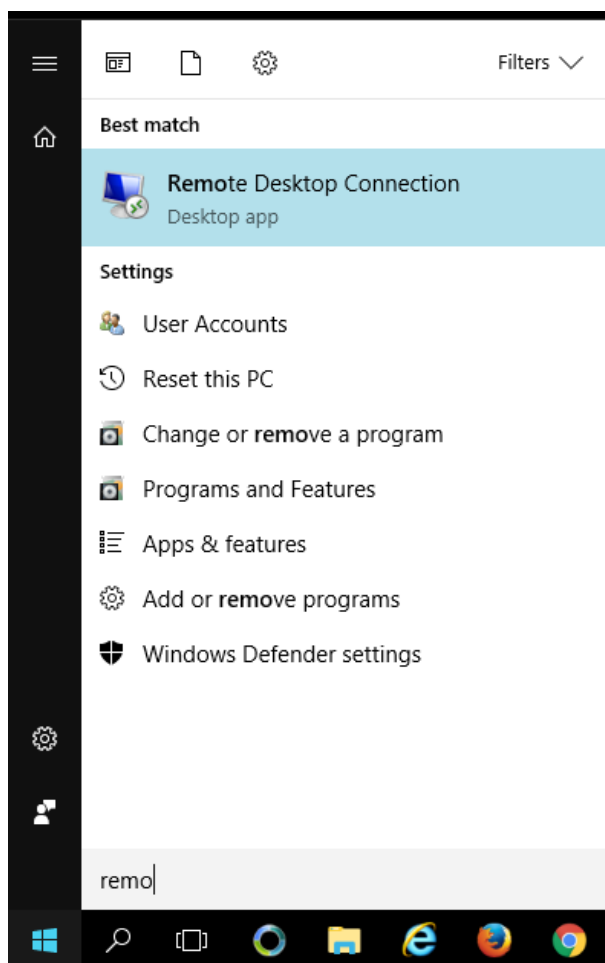 Filters
Best match
Remote Desktop Connection
Desktop app
Settings
User Accounts
Reset this PC
Change or remove a program
Programs and Features
Apps & features
Add or remove programs
Windows Defender settings
remo